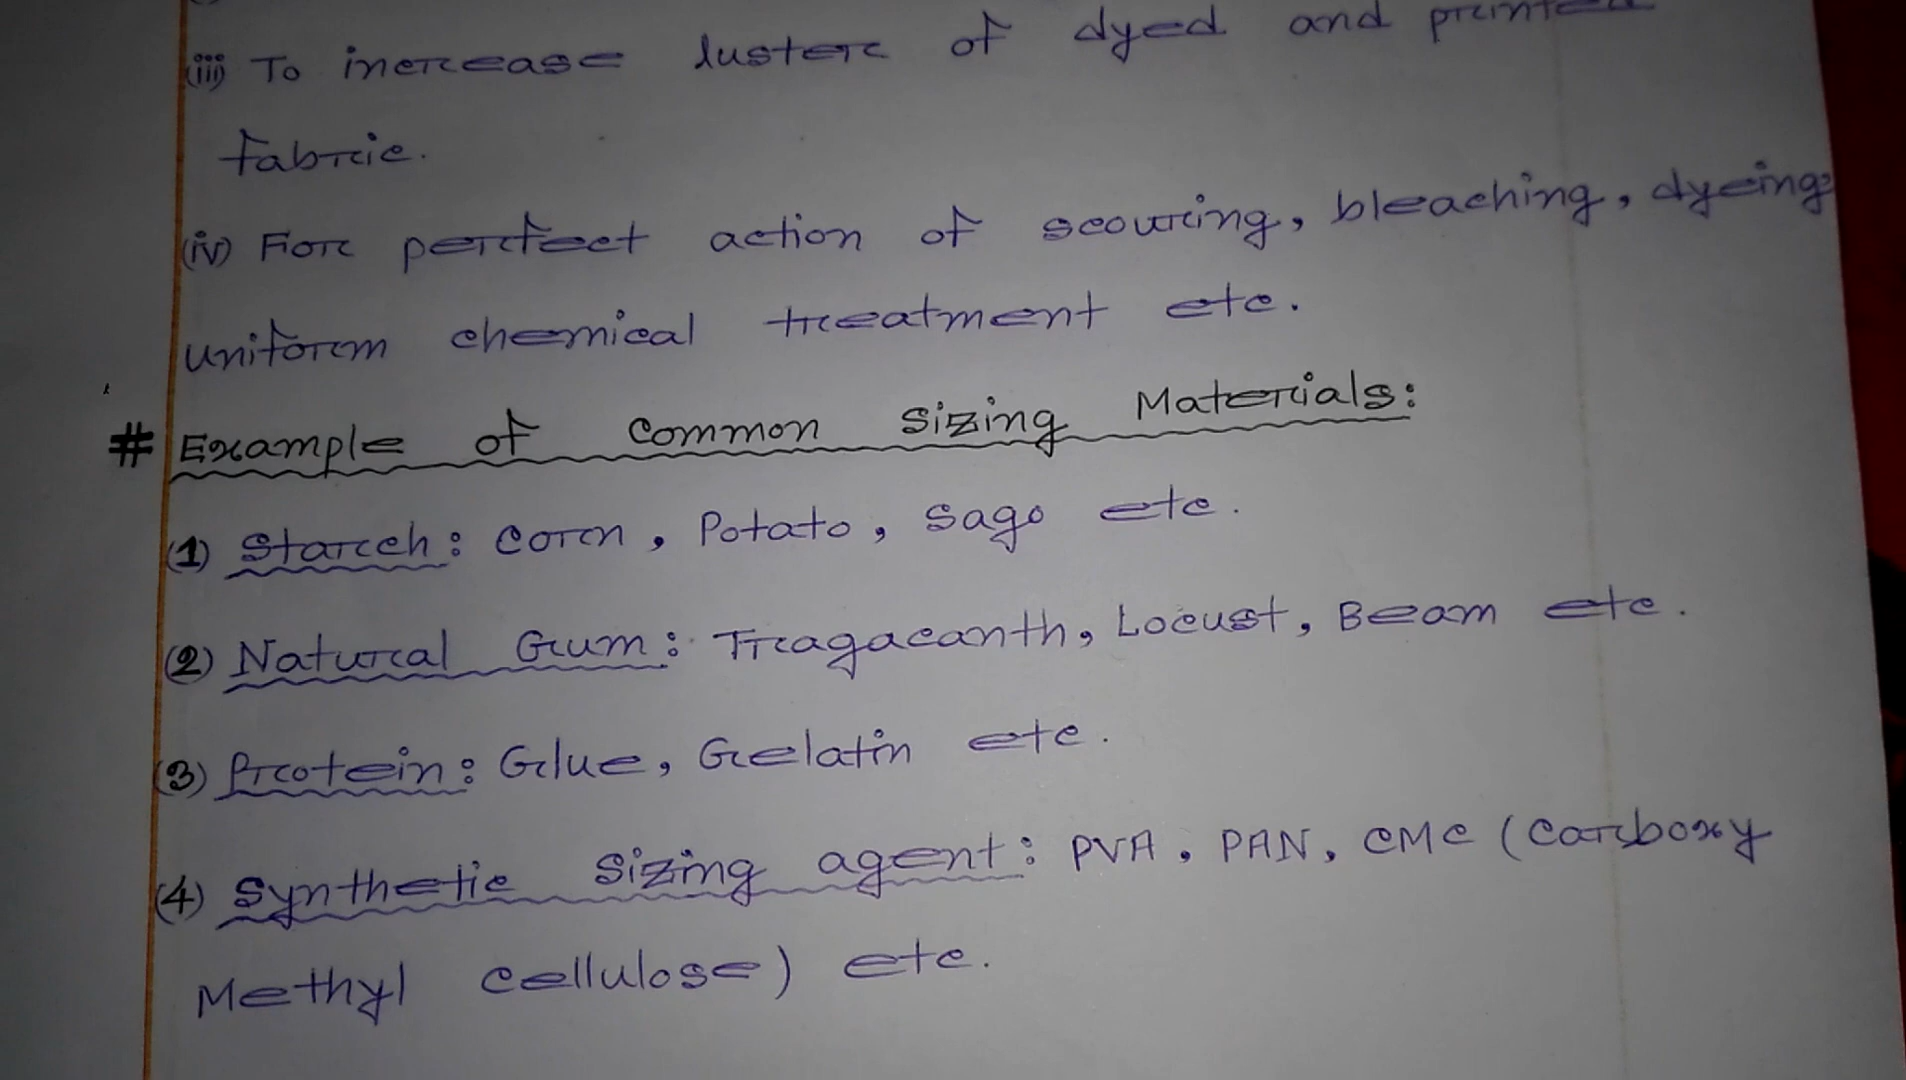 (iii) To increase luster of dyed and printed
fabric.
(iv) For perfect action of scouring, bleaching, dyeing,
uniform chemical treatment etc.
# Example of Common Sizing Materials:
(1) Starch: Corn, Potato, Sago etc.
(2) Natural Gum: Tragacanth, Locust, Beam etc.
(3) Protein: Glue, Gelatin etc.
(4) Synthetic Sizing agent: PVA, PAN, CMC (Carboxy
Methyl cellulose) etc.